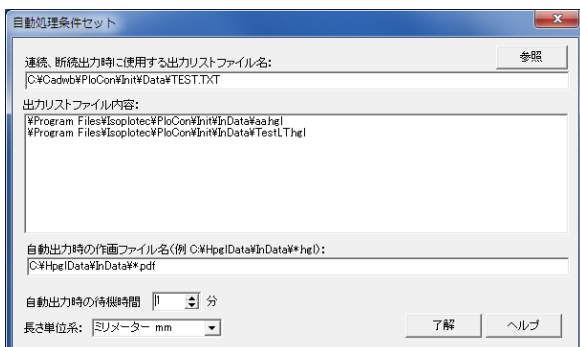 自動処理条件セット
連続、断続出力時に使用する出力リストファイル名:
参照
C:¥Cadwb¥PloCon¥Init¥Data¥TEST.TXT
出力リストファイル内容:
¥Program Files¥Isoplotec¥PloCon¥Init¥InData¥aa.hgl
¥Program Files¥Isoplotec¥PloCon¥Init¥InData¥TestLT.hgl
自動出力時の作画ファイル名(例 C:¥HpglData¥InData¥*.hgl):
C:¥HpglData¥InData¥*.pdf
自動出力時の待機時間 1 分
長さ単位系: ミリメーター mm
了解 ヘルプ